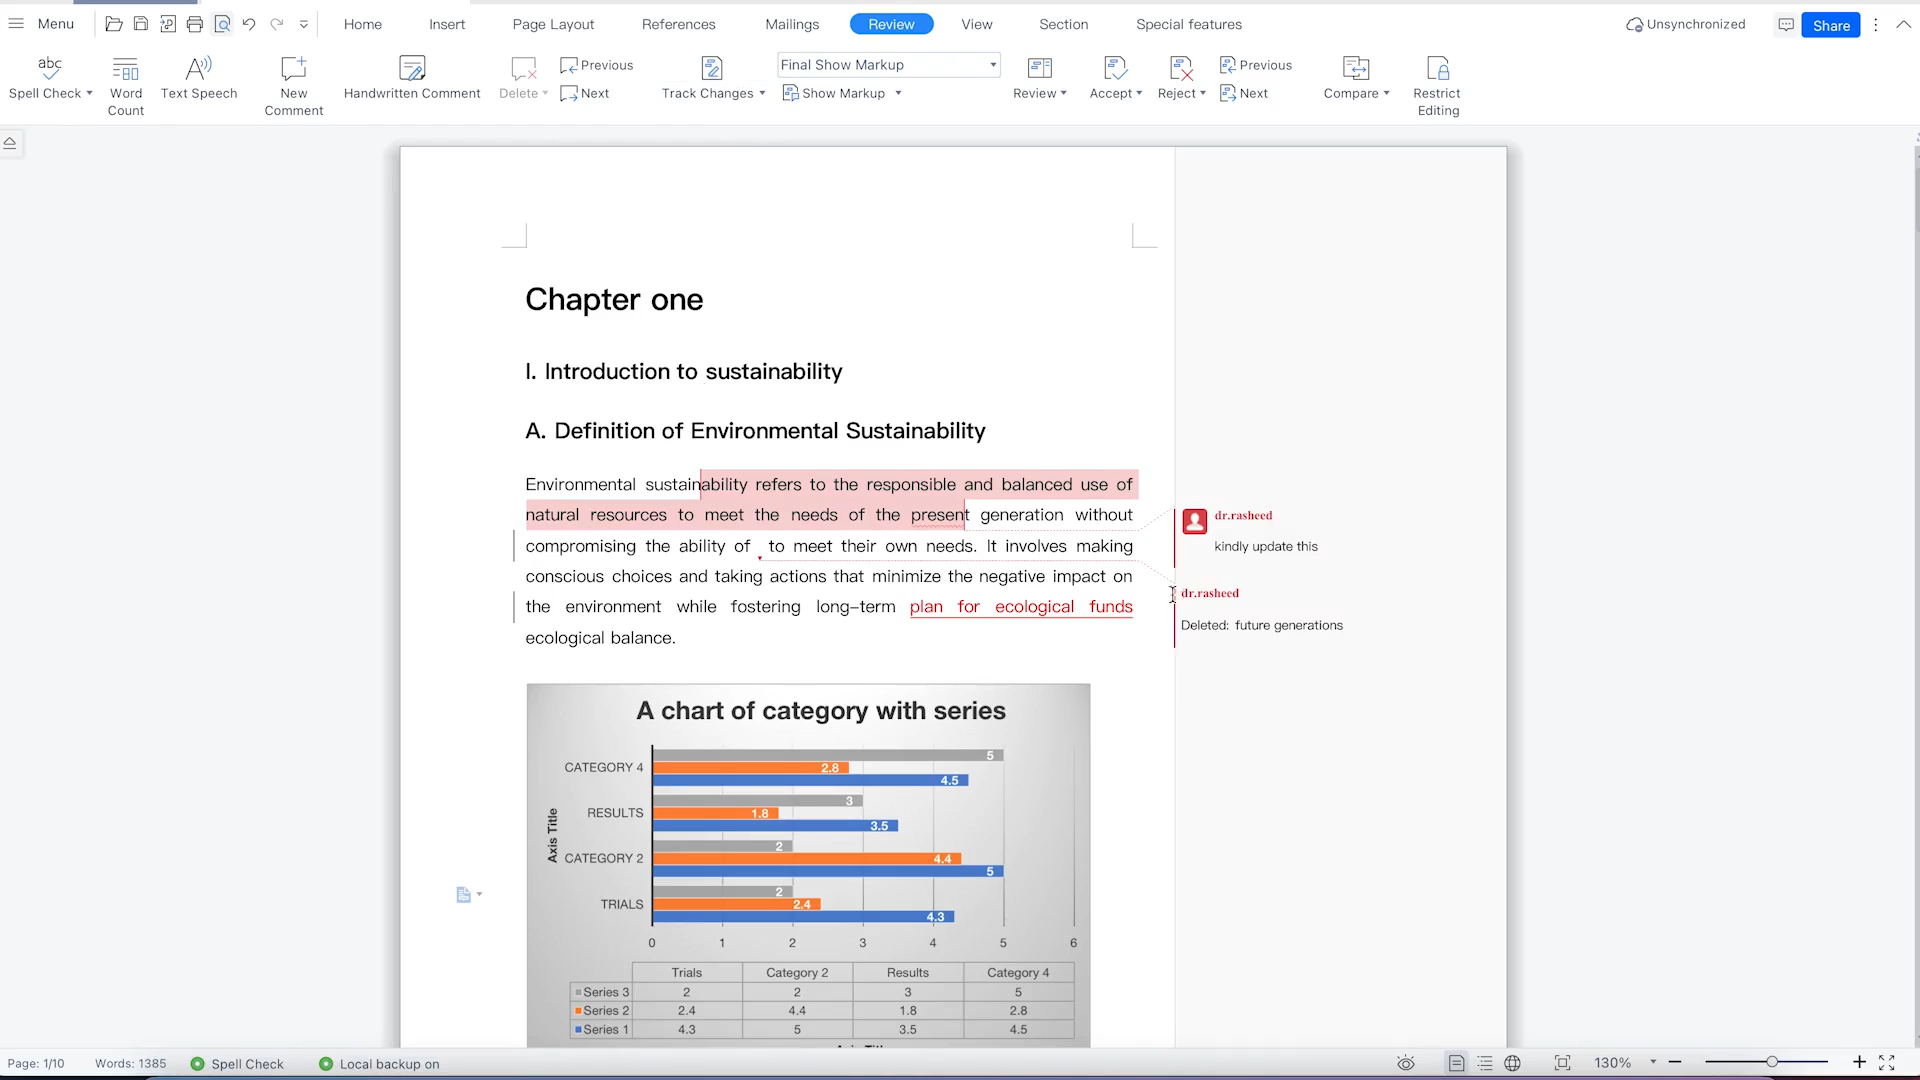 Menu
Home
Insert
Page Layout
References
Mailings
Review
View
Section
Special features
Unsynchronized
Share
abc
Spell Check
Word
Count
Text Speech
New
Comment
Handwritten Comment
Delete
Previous
Next
Track Changes
Final Show Markup
Show Markup
Review
Accept
Reject
Previous
Next
Compare
Restrict
Editing
Chapter one
I. Introduction to sustainability
A. Definition of Environmental Sustainability
Environmental sustainability refers to the responsible and balanced use of
natural resources to meet the needs of the present generation without
compromising the ability of to meet their own needs. It involves making
conscious choices and taking actions that minimize the negative impact on
the environment while fostering long-term plan for ecological funds
ecological balance.
dr.rasheed
kindly update this
dr.rasheed
Deleted: future generations
A chart of category with series
Axis Title
CATEGORY 4
5
2.8
4.5
RESULTS
3
1.8
3.5
CATEGORY 2
2
4.4
5
TRIALS
2
2.4
4.3
0 1 2 3 4 5 6
Trials Category 2 Results Category 4
Series 3 2 2 3 5
Series 2 2.4 4.4 1.8 2.8
Series 1 4.3 5 3.5 4.5
Page: 1/10
Words: 1385
Spell Check
Local backup on
130%